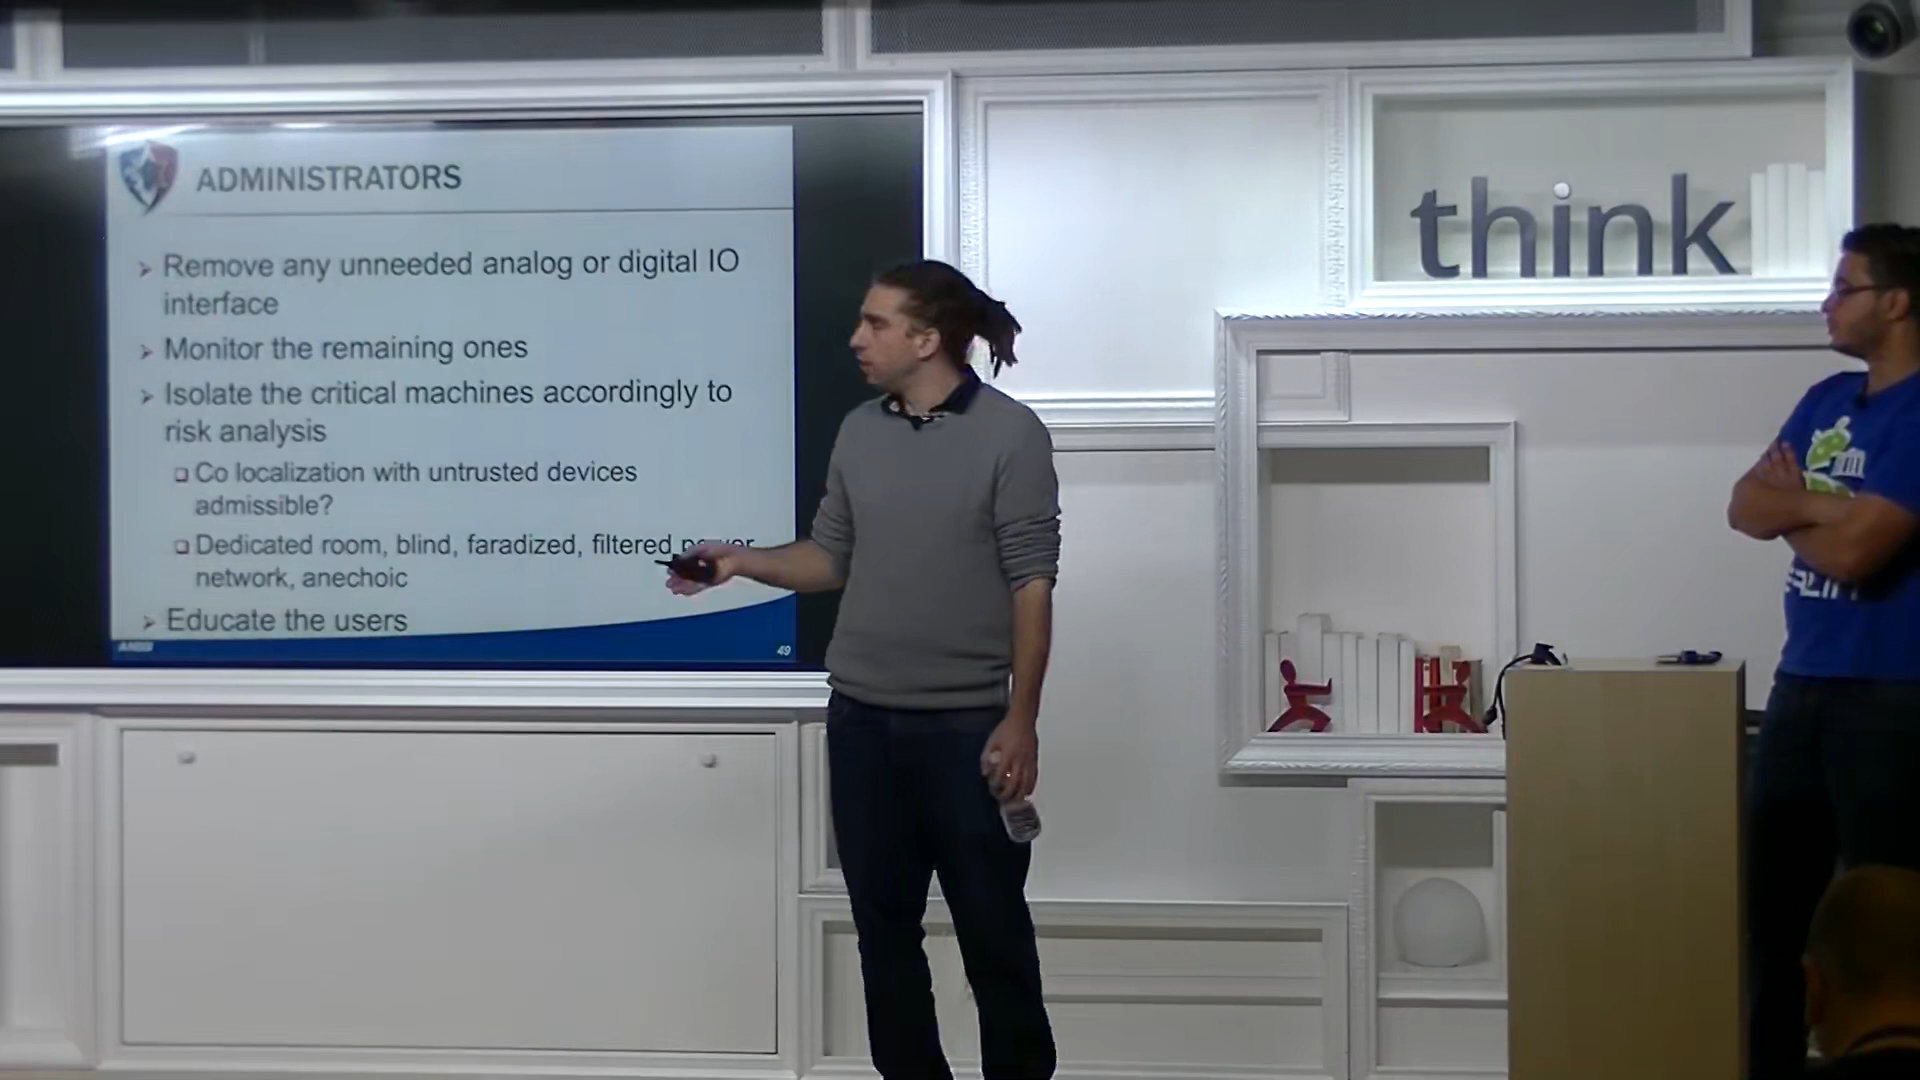 ADMINISTRATORS
Remove any unneeded analog or digital IO
interface
Monitor the remaining ones
Isolate the critical machines accordingly to
risk analysis
Co localization with untrusted devices
admissible?
Dedicated room, blind, faradized, filtered power
network, anechoic
Educate the users
ANSSI
49
think